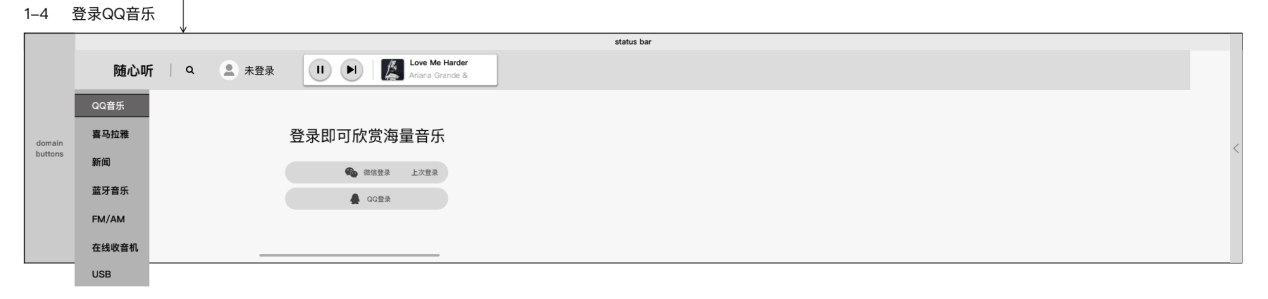 1–4 登录QQ音乐
status bar
随心听
未登录
Love Me Harder
Ariara Grande &
domain
buttons
QQ音乐
喜马拉雅
新闻
蓝牙音乐
FM/AM
在线收音机
USB
登录即可欣赏海量音乐
微信登录 上次登录
QQ登录